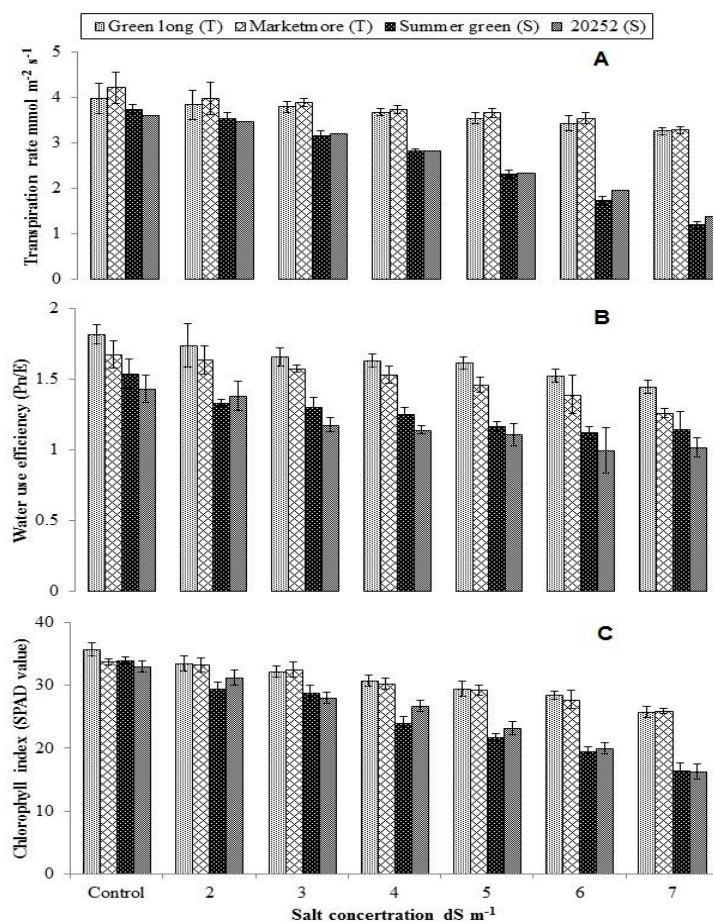 Green long (T) Marketmore (T) Summer green (S) 20252 (S)
A
Transpiration rate mmol m-2 s-1
5
4
3
2
1
0
B
Water use efficiency (Pn/E)
2
1.5
1
0.5
0
C
Chlorophyll index (SPAD value)
40
30
20
10
0
Control 2 3 4 5 6 7
Salt concertration dS m-1